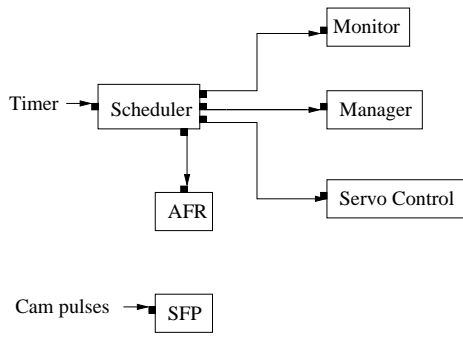 Monitor
Timer
Scheduler
Manager
Servo Control
AFR
Cam pulses
SFP